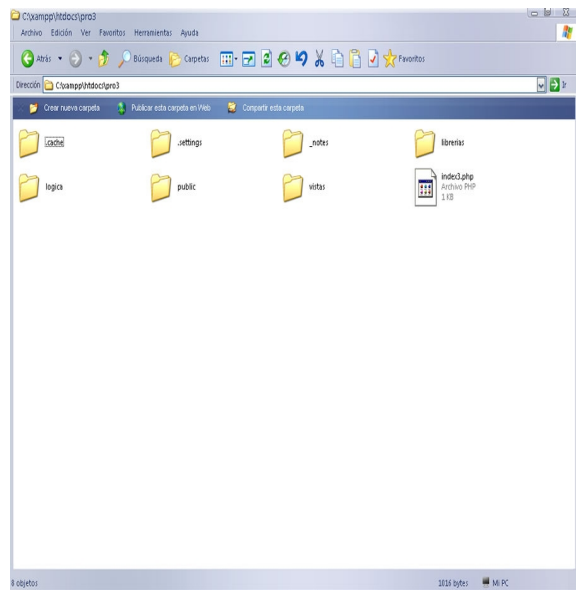 C:\xampp\htdocs\pro3
Archivo Edición Ver Favoritos Herramientas Ayuda
Atrás Búsqueda Carpetas Favoritos
Dirección C:\xampp\htdocs\pro3 Ir
Crear nueva carpeta Publicar esta carpeta en Web Compartir esta carpeta
.cache .settings _notes librerias
logica public vistas index3.php
Archivo PHP
1 KB
8 objetos 1016 bytes Mi PC